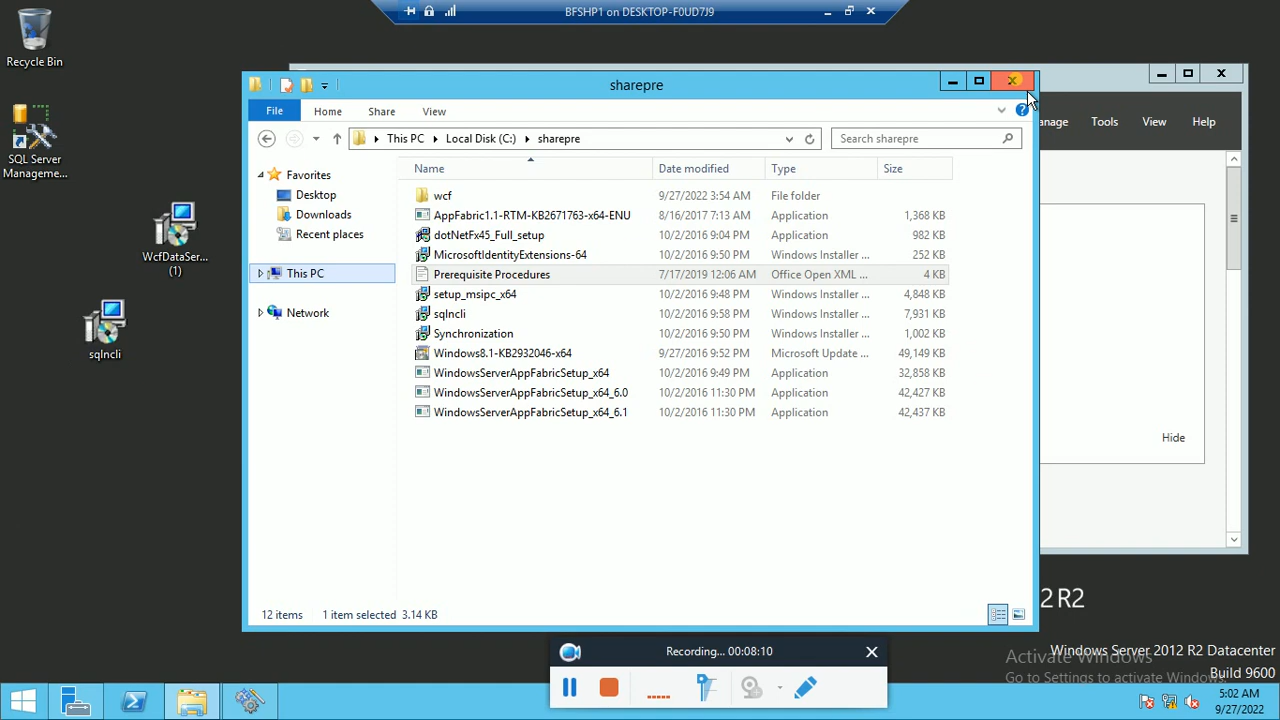 BFSHP1 on DESKTOP-F0UD7J9
Recycle Bin
SQL Server
Manageme...
WcfDataSer...
(1)
sqlncli
sharepre
File
Home
Share
View
This PC
Local Disk (C:)
sharepre
Search sharepre
Name
Date modified
Type
Size
Favorites
Desktop
Downloads
Recent places
This PC
Network
wcf 9/27/2022 3:54 AM File folder
AppFabric1.1-RTM-KB2671763-x64-ENU 8/16/2017 7:13 AM Application 1,368 KB
dotNetFx45_Full_setup 10/2/2016 9:04 PM Application 982 KB
MicrosoftIdentityExtensions-64 10/2/2016 9:50 PM Windows Installer ... 252 KB
Prerequisite Procedures 7/17/2019 12:06 AM Office Open XML ... 4 KB
setup_msipc_x64 10/2/2016 9:48 PM Windows Installer ... 4,848 KB
sqlncli 10/2/2016 9:58 PM Windows Installer ... 7,931 KB
Synchronization 10/2/2016 9:50 PM Windows Installer ... 1,002 KB
Windows8.1-KB2932046-x64 9/27/2016 9:52 PM Microsoft Update ... 49,149 KB
WindowsServerAppFabricSetup_x64 10/2/2016 9:49 PM Application 32,858 KB
WindowsServerAppFabricSetup_x64_6.0 10/2/2016 11:30 PM Application 42,427 KB
WindowsServerAppFabricSetup_x64_6.1 10/2/2016 11:30 PM Application 42,437 KB
12 items 1 item selected 3.14 KB
Tools
View
Help
Hide
2 R2
Windows Server 2012 R2 Datacenter
Build 9600
Activate Windows
Go to Settings to activate Windows.
Recording... 00:08:10
5:02 AM
9/27/2022